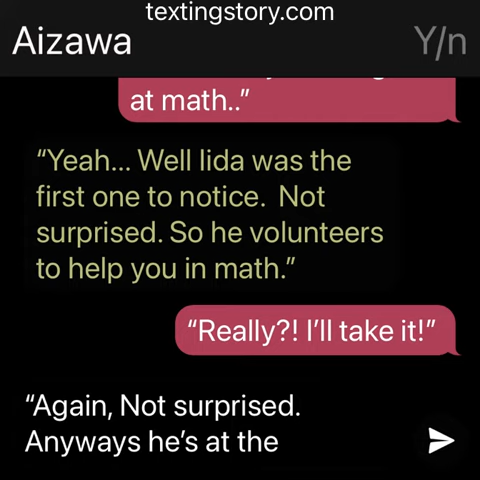 textingstory.com
Aizawa
Y/n
at math..”
“Yeah... Well Iida was the
first one to notice. Not
surprised. So he volunteers
to help you in math.”
“Really?! I’ll take it!”
“Again, Not surprised.
Anyways he’s at the